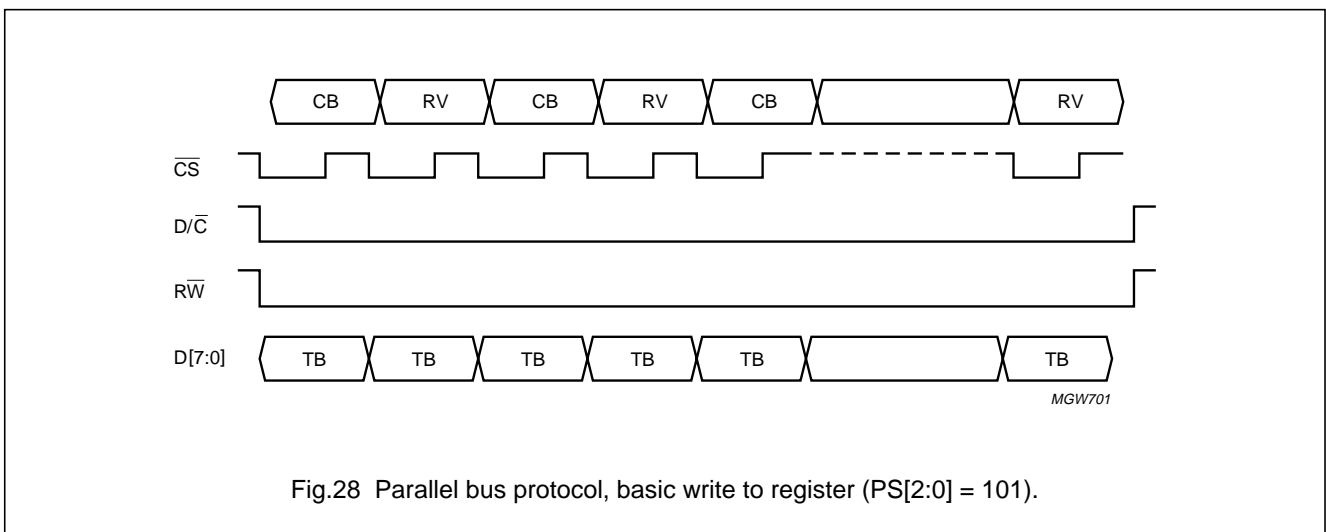 CB RV CB RV CB RV
C̅S̅
D/C̅
RW̅
D[7:0] TB TB TB TB TB TB
MGW701
Fig.28 Parallel bus protocol, basic write to register (PS[2:0] = 101).